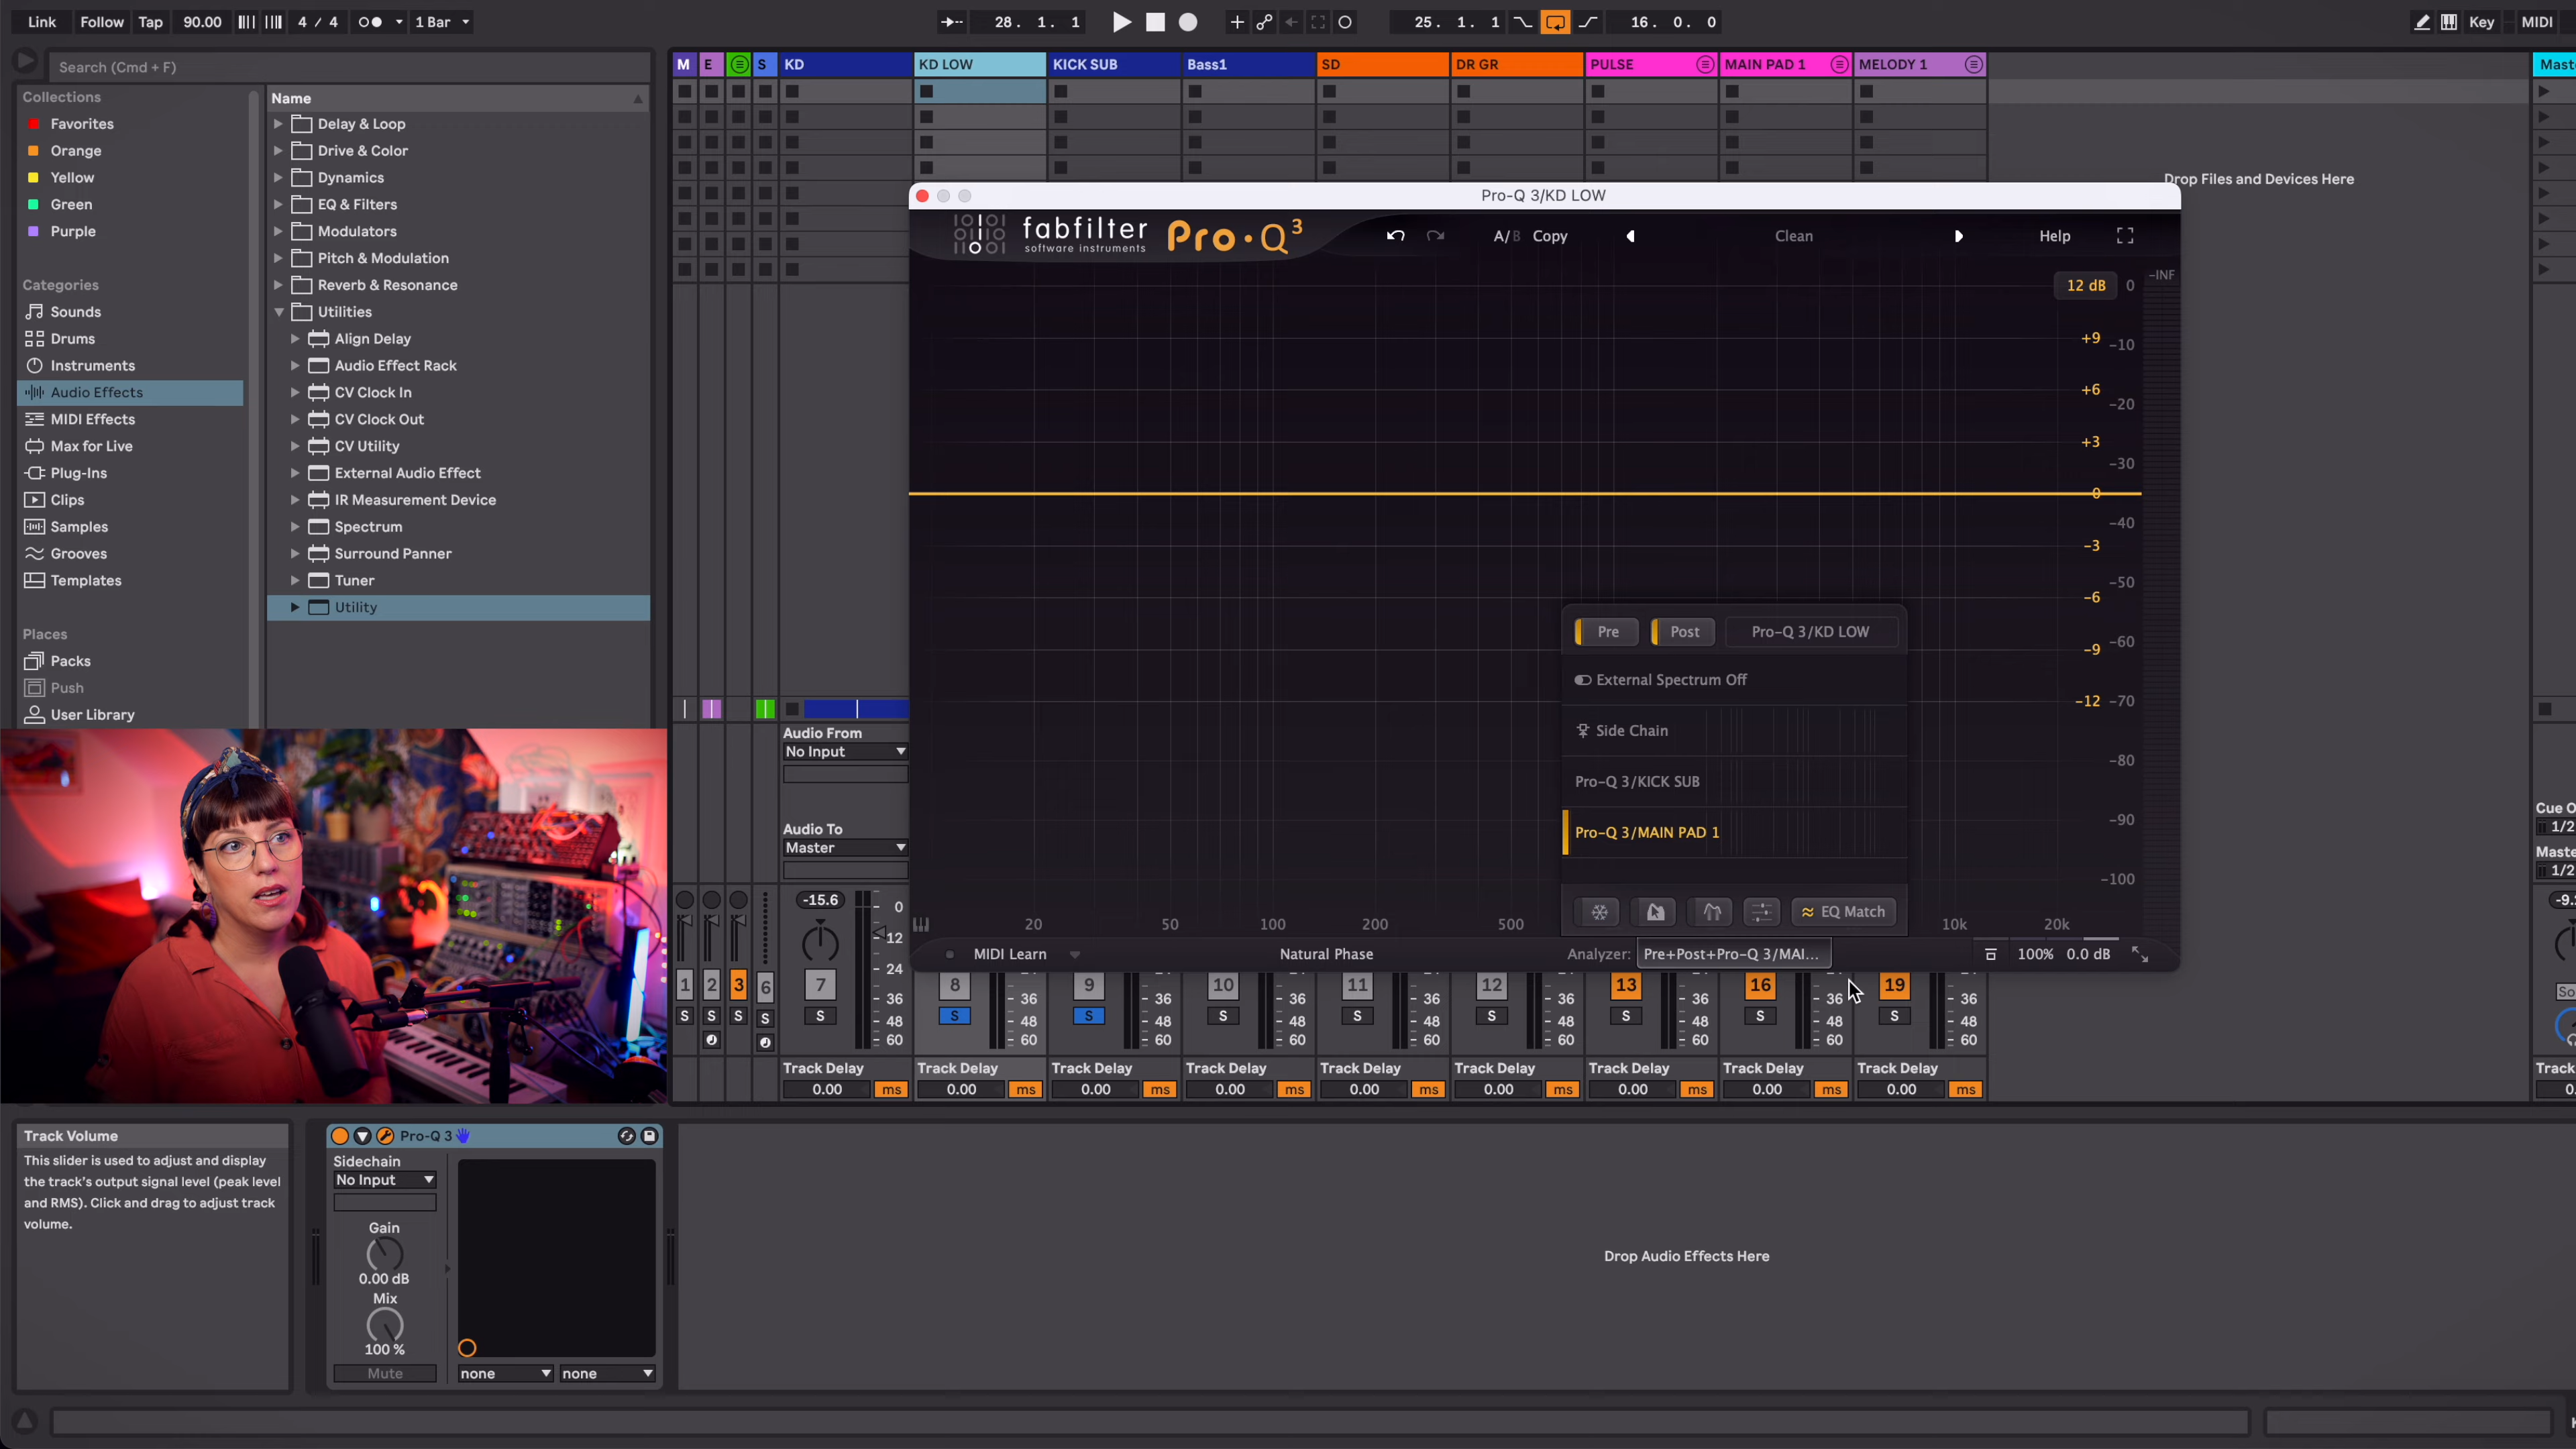 Link Follow Tap 90.00 4 / 4 1 Bar 28. 1. 1 25. 1. 1 16. 0. 0 Key MIDI
Search (Cmd + F)
Collections
Favorites
Orange
Yellow
Green
Purple
Categories
Sounds
Drums
Instruments
Audio Effects
MIDI Effects
Max for Live
Plug-Ins
Clips
Samples
Grooves
Templates
Places
Packs
Push
User Library
Name
Delay & Loop
Drive & Color
Dynamics
EQ & Filters
Modulators
Pitch & Modulation
Reverb & Resonance
Utilities
Align Delay
Audio Effect Rack
CV Clock In
CV Clock Out
CV Utility
External Audio Effect
IR Measurement Device
Spectrum
Surround Panner
Tuner
Utility
M E S KD KD LOW KICK SUB Bass1 SD DR GR PULSE MAIN PAD 1 MELODY 1 Maste
Drop Files and Devices Here
Pro-Q 3/KD LOW
fabfilter
software instruments
Pro·Q3
A/B Copy Clean Help
-INF
12 dB 0
+9 -10
+6 -20
+3 -30
0
-40
-3
-50
-6
-60
-9
-12 -70
-80
-90
-100
Pre Post Pro-Q 3/KD LOW
External Spectrum Off
Side Chain
Pro-Q 3/KICK SUB
Pro-Q 3/MAIN PAD 1
EQ Match
20 50 100 200 500 10k 20k
MIDI Learn Natural Phase Analyzer: Pre+Post+Pro-Q 3/MAI... 100% 0.0 dB
Audio From
No Input
Audio To
Master
Cue O
1/2
Maste
1/2
-15.6
0
12
24
36
48
60
1 2 3 6 7 8 9 10 11 12 13 16 19
36 36 36 36 36 36 36 36
S S S S S S S S S S S S S
48 48 48 48 48 48 48 48
60 60 60 60 60 60 60 60
Track Delay Track Delay Track Delay Track Delay Track Delay Track Delay Track Delay Track Delay Track Delay Track
0.00 ms 0.00 ms 0.00 ms 0.00 ms 0.00 ms 0.00 ms 0.00 ms 0.00 ms 0.00 ms
Track Volume
This slider is used to adjust and display
the track's output signal level (peak level
and RMS). Click and drag to adjust track
volume.
Pro-Q 3
Sidechain
No Input
Gain
0.00 dB
Mix
100 %
Mute
none none
Drop Audio Effects Here